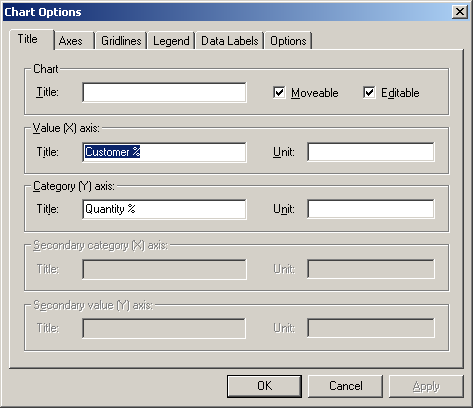 Chart Options
Title Axes Gridlines Legend Data Labels Options
Chart
Title: Moveable Editable
Value (X) axis:
Title: Customer % Unit:
Category (Y) axis:
Title: Quantity % Unit:
Secondary category (X) axis:
Title: Unit:
Secondary value (Y) axis:
Title: Unit:
OK Cancel Apply